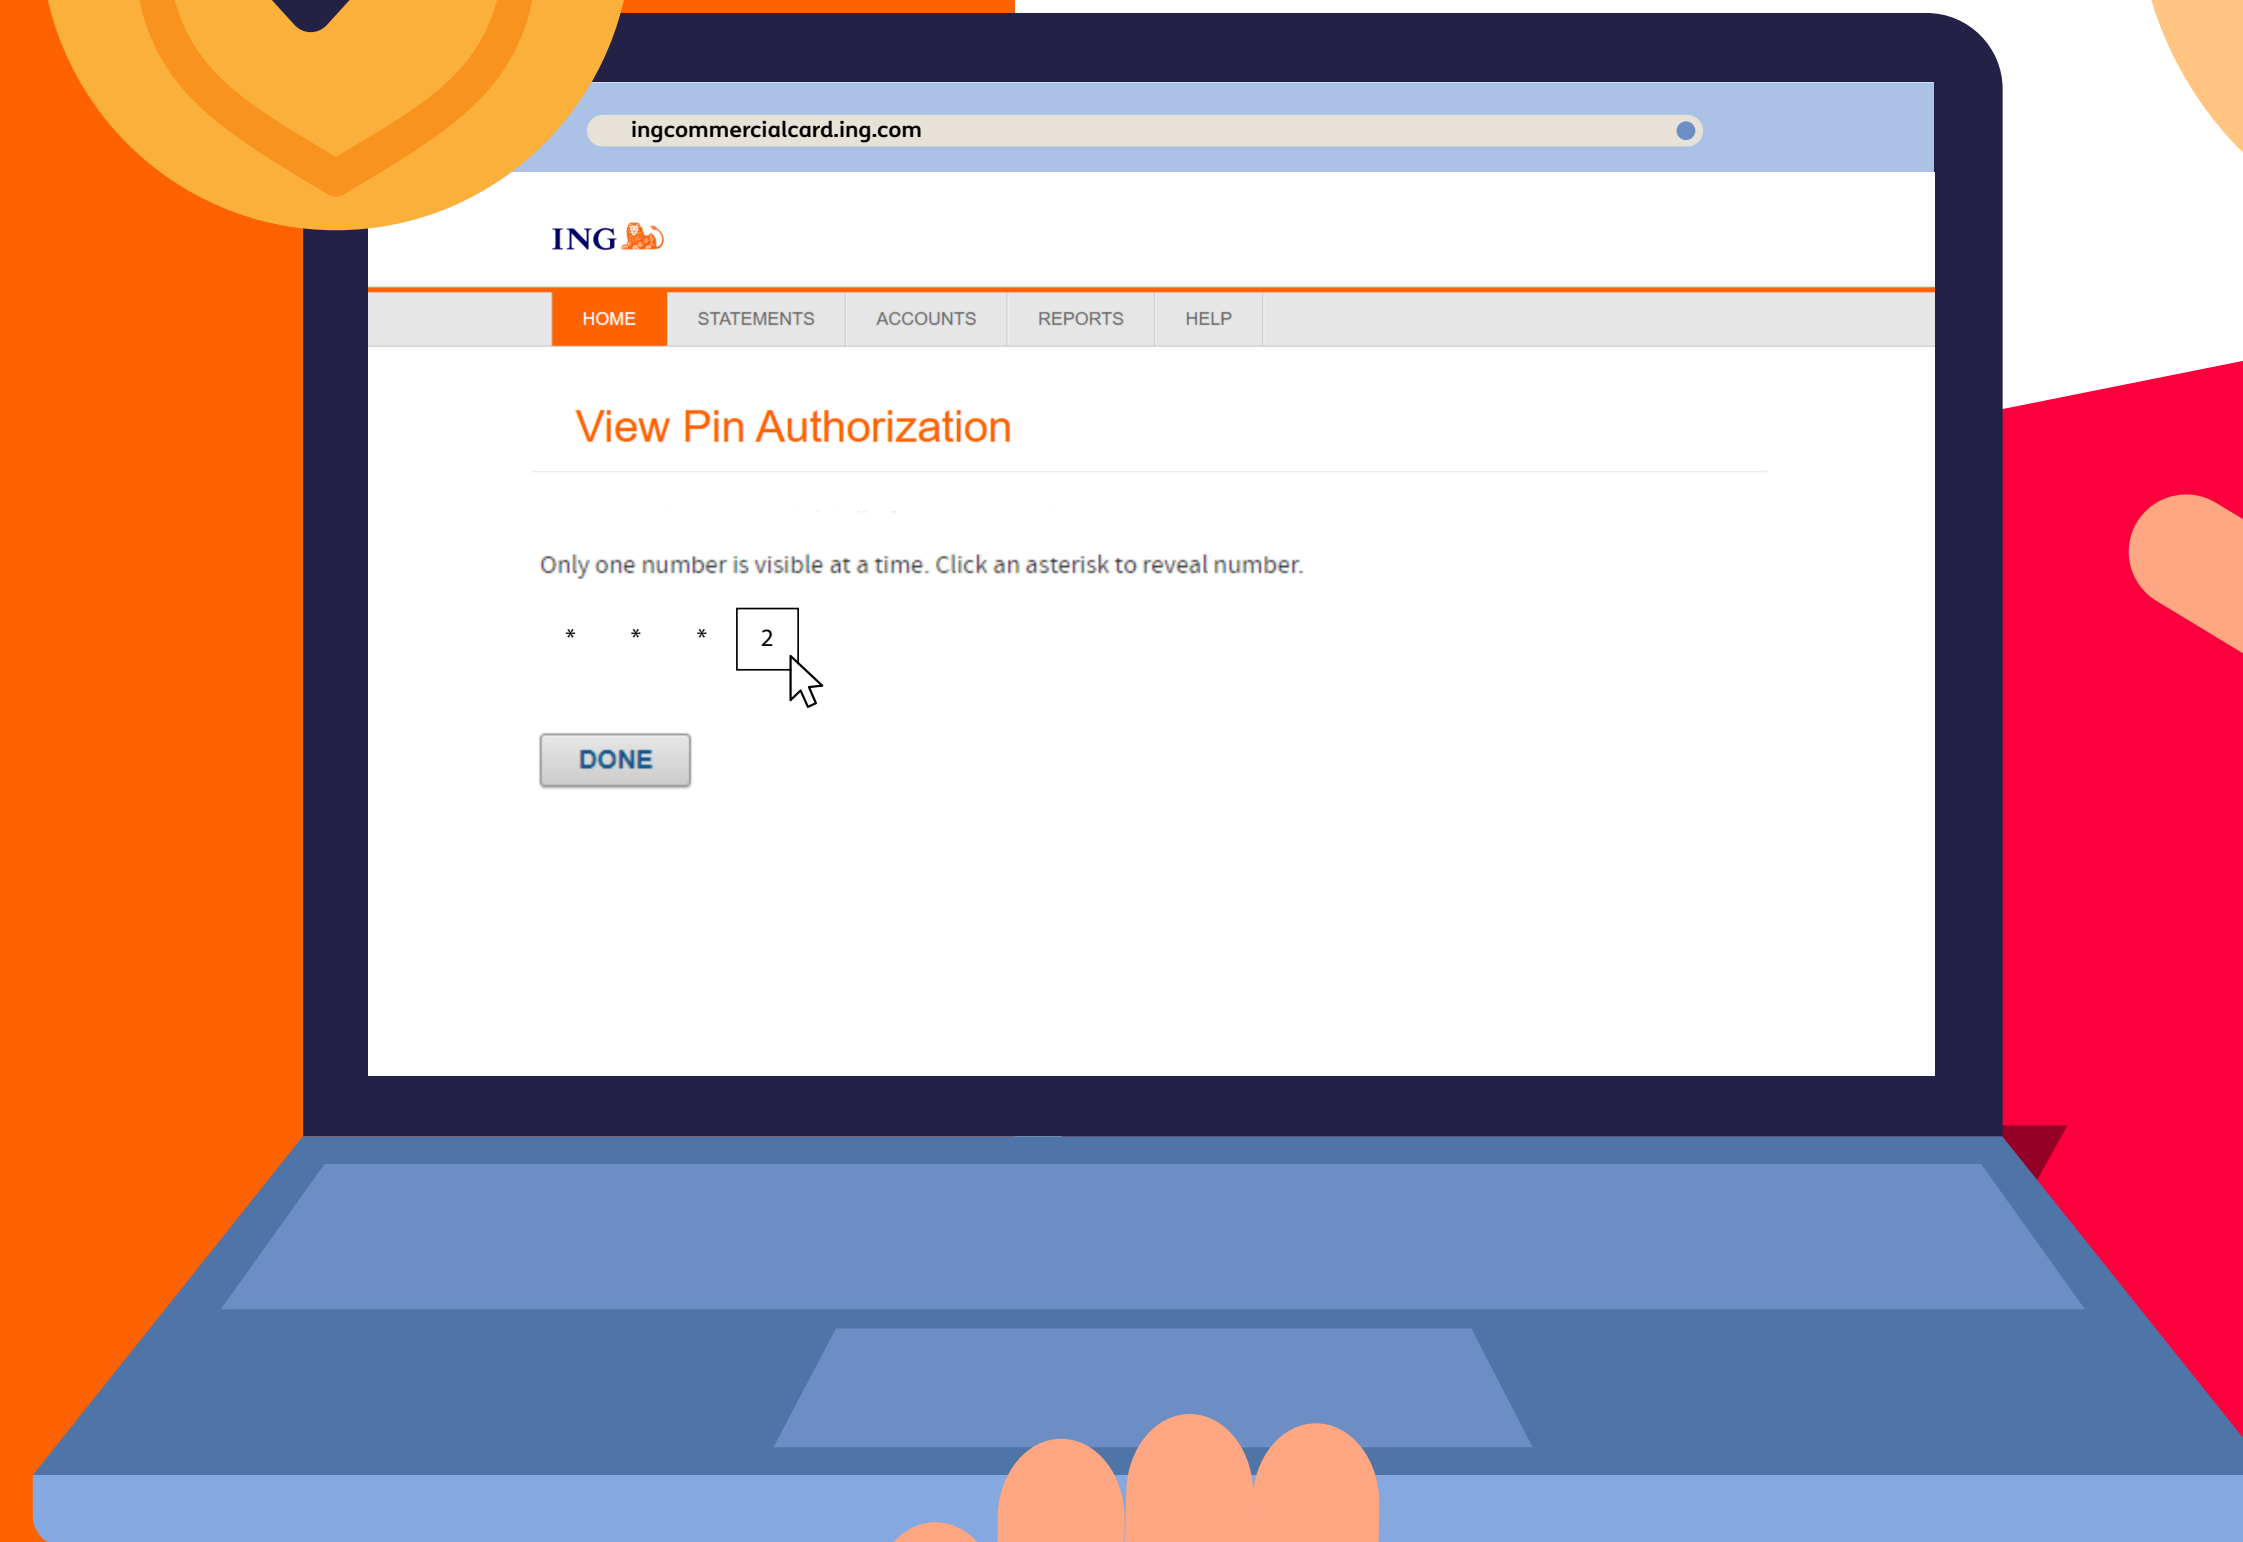 ingcommercialcard.ing.com
ING
HOME STATEMENTS ACCOUNTS REPORTS HELP
View Pin Authorization
Only one number is visible at a time. Click an asterisk to reveal number.
* * * 2
DONE